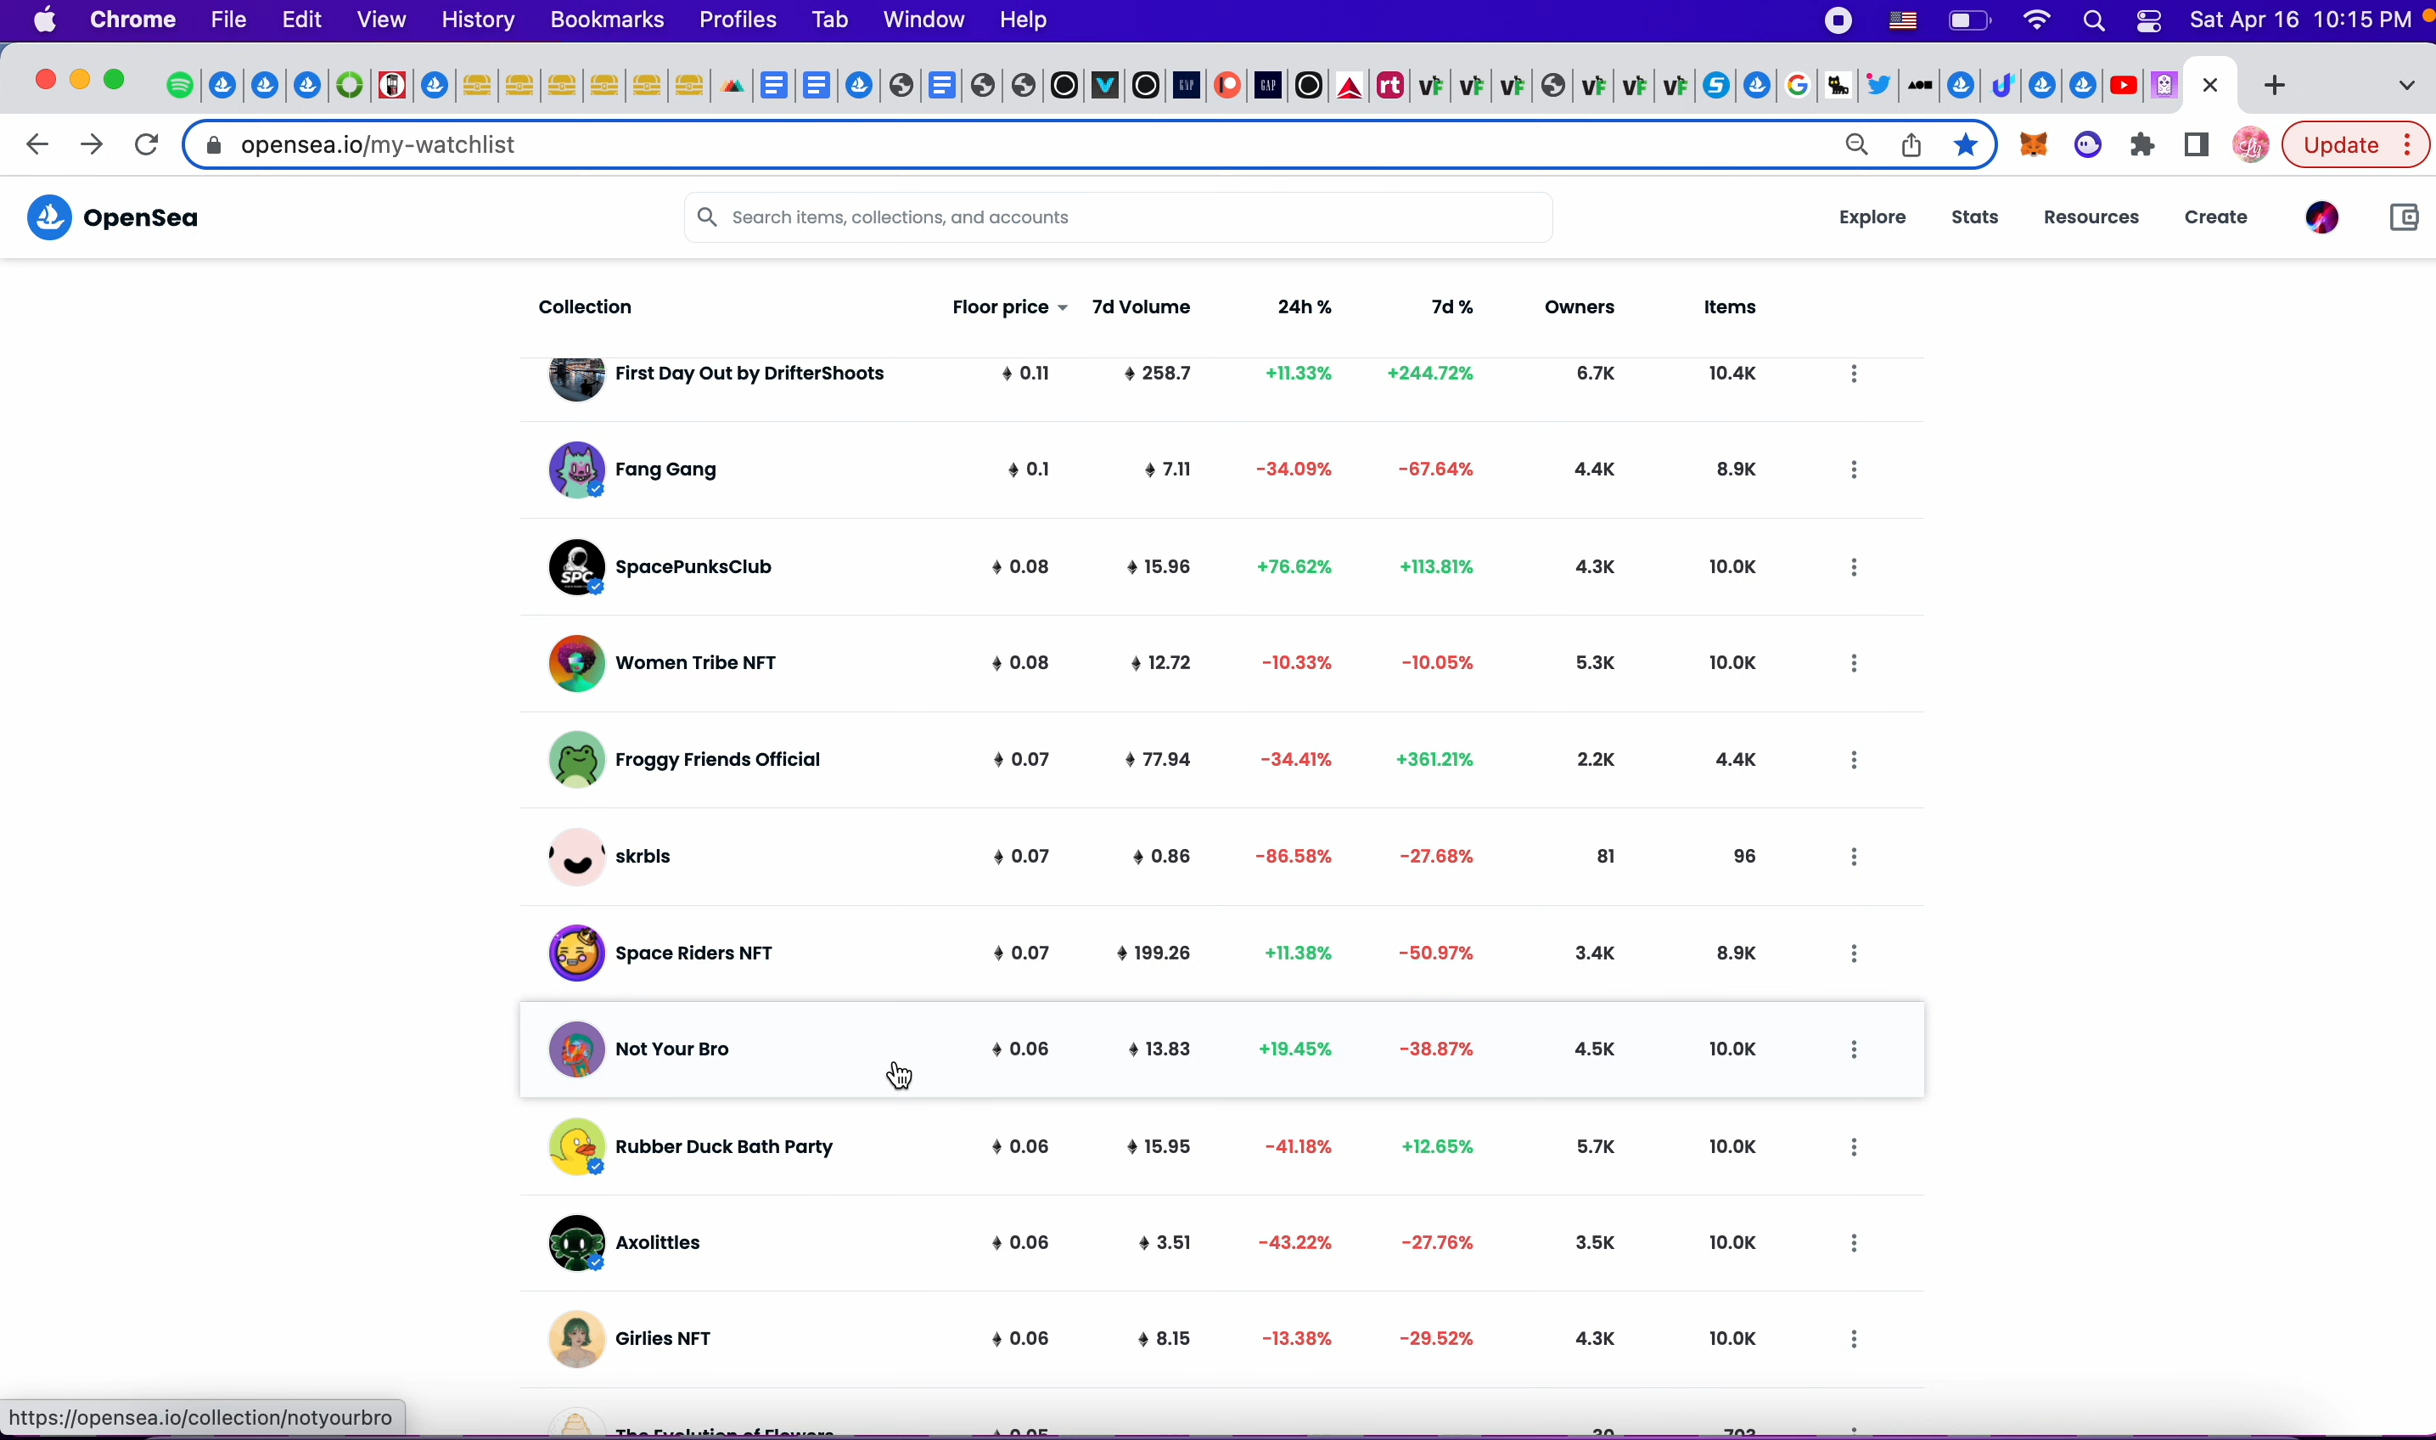 Chrome File Edit View History Bookmarks Profiles Tab Window Help Sat Apr 16 10:15 PM
opensea.io/my-watchlist Update
OpenSea Search items, collections, and accounts Explore Stats Resources Create
Collection Floor price 7d Volume 24h % 7d % Owners Items
First Day Out by DrifterShoots 0.11 258.7 +11.33% +244.72% 6.7K 10.4K
Fang Gang 0.1 7.11 -34.09% -67.64% 4.4K 8.9K
SPC SpacePunksClub 0.08 15.96 +76.62% +113.81% 4.3K 10.0K
Women Tribe NFT 0.08 12.72 -10.33% -10.05% 5.3K 10.0K
Froggy Friends Official 0.07 77.94 -34.41% +361.21% 2.2K 4.4K
skrbls 0.07 0.86 -86.58% -27.68% 81 96
Space Riders NFT 0.07 199.26 +11.38% -50.97% 3.4K 8.9K
Not Your Bro 0.06 13.83 +19.45% -38.87% 4.5K 10.0K
Rubber Duck Bath Party 0.06 15.95 -41.18% +12.65% 5.7K 10.0K
Axolittles 0.06 3.51 -43.22% -27.76% 3.5K 10.0K
Girlies NFT 0.06 8.15 -13.38% -29.52% 4.3K 10.0K
https://opensea.io/collection/notyourbro
The Evolution of Flowers 0.05